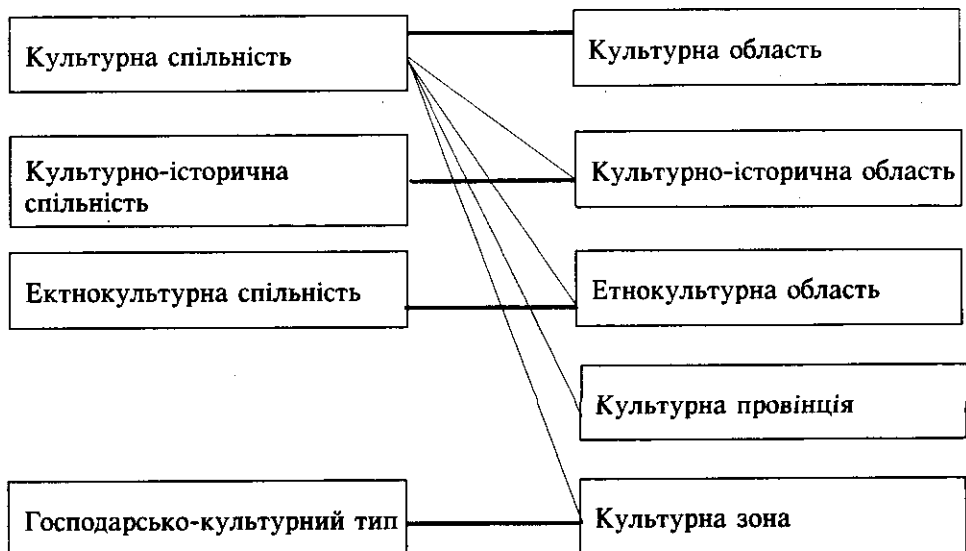 Культурна спільність
Культурна область
Культурно-історична
спільність
Культурно-історична область
Ектнокультурна спільність
Етнокультурна область
Культурна провінція
Господарсько-культурний тип
Культурна зона